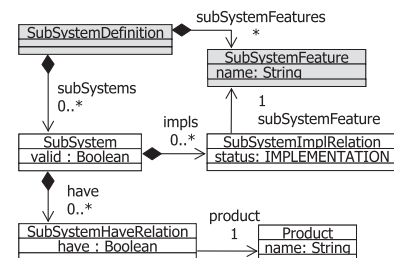 subSystemFeatures
SubSystemDefinition
*
SubSystemFeature
name: String
subSystems
0..*
1
subSystemFeature
impls
0..*
SubSystem
valid : Boolean
SubSystemImplRelation
status: IMPLEMENTATION
have
0..*
product
1
SubSystemHaveRelation
have : Boolean
Product
name: String